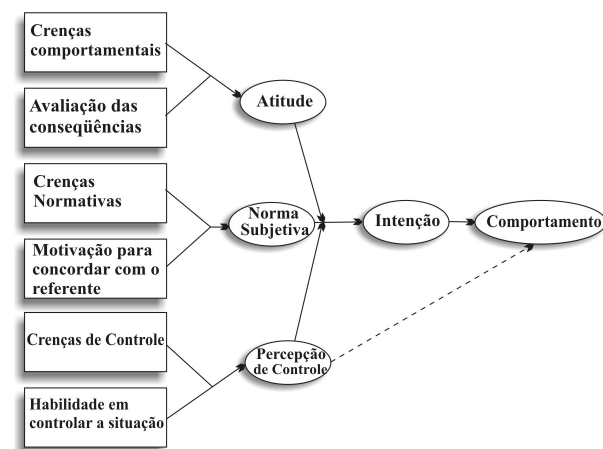 Crenças
comportamentais
Avaliação das
conseqüências
Atitude
Crenças
Normativas
Motivação para
concordar com o
referente
Norma
Subjetiva
Intenção
Comportamento
Crenças de Controle
Habilidade em
controlar a situação
Percepção
de Controle